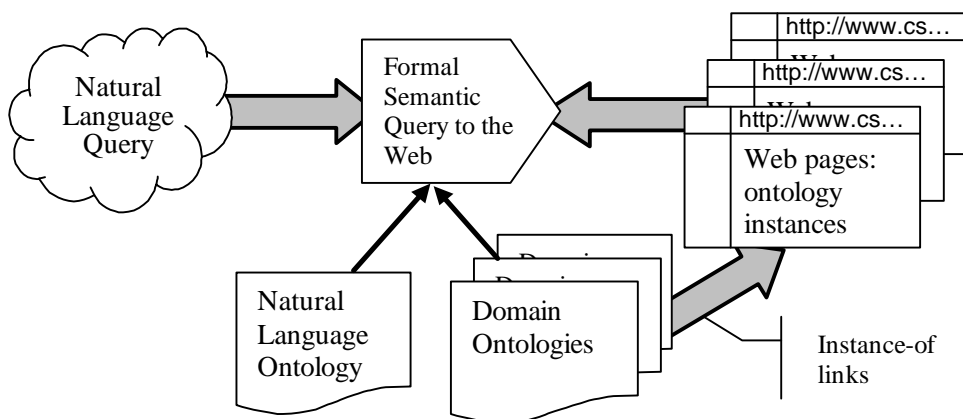 Natural
Language
Query
Formal
Semantic
Query to the
Web
http://www.cs…
http://www.cs…
http://www.cs…
Web pages:
ontology
instances
Natural
Language
Ontology
Domain
Ontologies
Instance-of
links